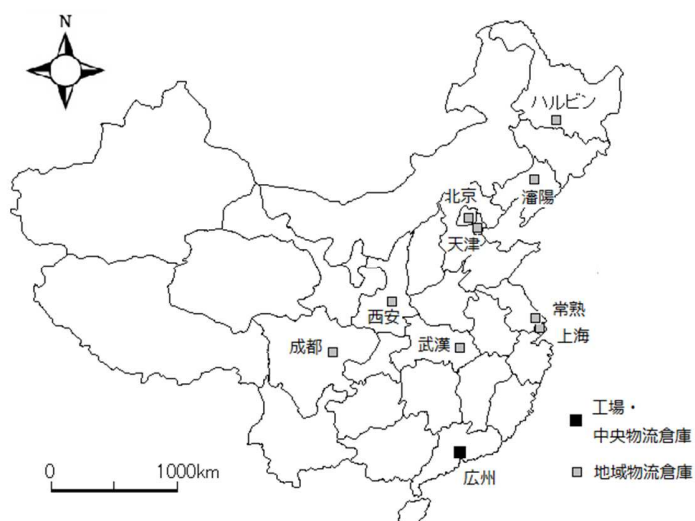 N
ハルビン
瀋陽
北京
天津
西安
常熟
上海
成都
武漢
広州
工場・
中央物流倉庫
地域物流倉庫
0 1000km